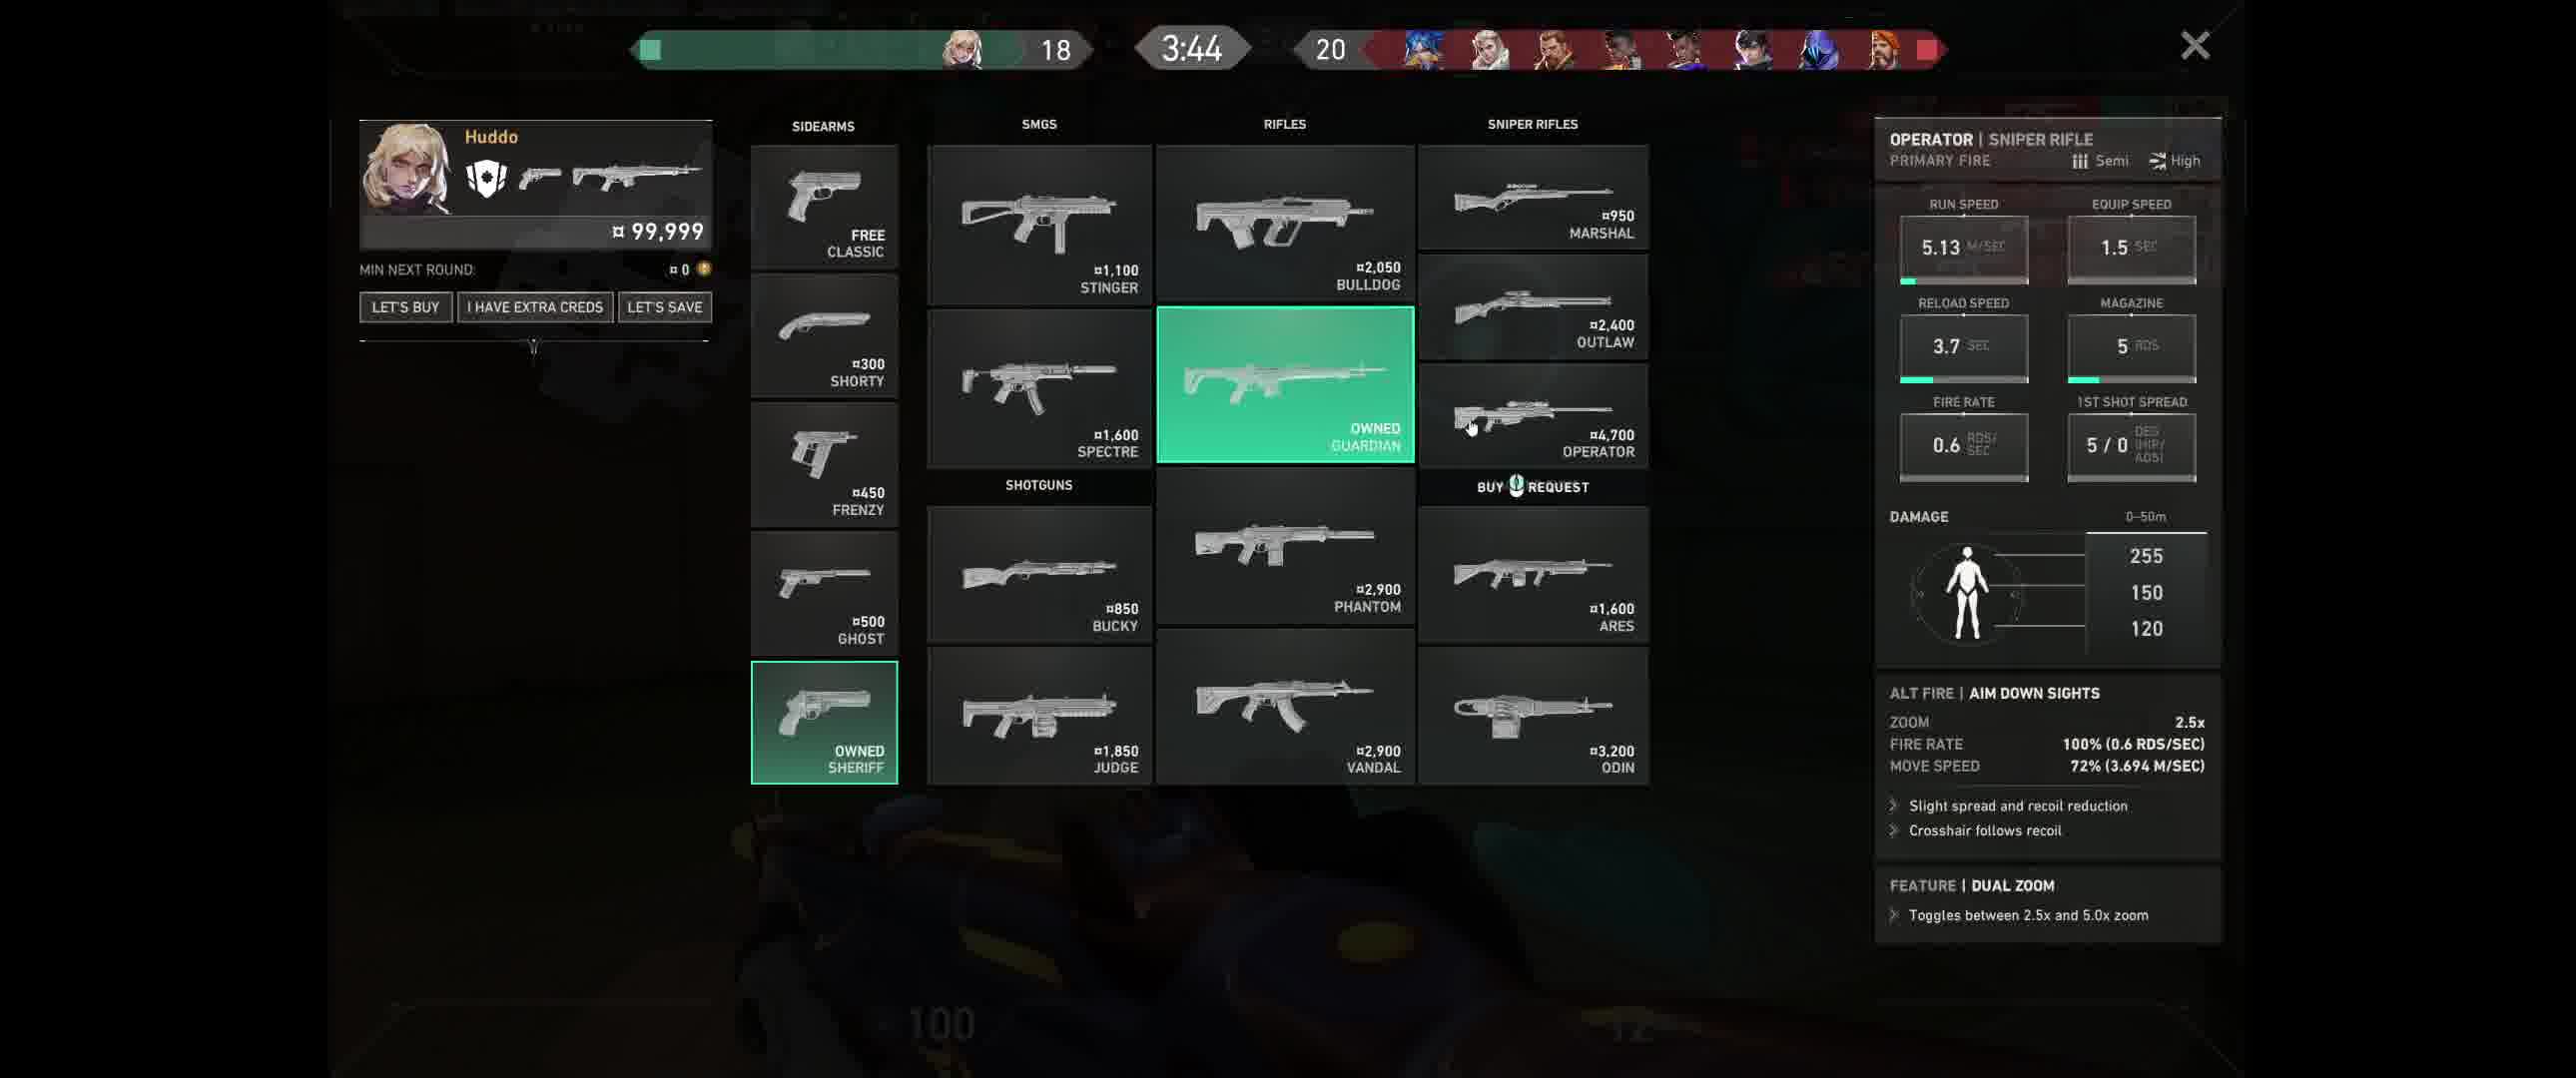 18
3:44
20
Huddo
¤ 99,999
MIN NEXT ROUND: ¤ 0
LET'S BUY
I HAVE EXTRA CREDS
LET'S SAVE
SIDEARMS
FREE
CLASSIC
¤300
SHORTY
¤450
FRENZY
¤500
GHOST
OWNED
SHERIFF
SMGS
¤1,100
STINGER
¤1,600
SPECTRE
SHOTGUNS
¤850
BUCKY
¤1,850
JUDGE
RIFLES
¤2,050
BULLDOG
OWNED
GUARDIAN
¤2,900
PHANTOM
¤2,900
VANDAL
SNIPER RIFLES
¤950
MARSHAL
¤2,400
OUTLAW
¤4,700
OPERATOR
BUY REQUEST
¤1,600
ARES
¤3,200
ODIN
OPERATOR | SNIPER RIFLE
PRIMARY FIRE Semi High
RUN SPEED
5.13 M/SEC
EQUIP SPEED
1.5 SEC
RELOAD SPEED
3.7 SEC
MAGAZINE
5 RDS
FIRE RATE
0.6 RDS/
SEC
1ST SHOT SPREAD
5 / 0 DEG
(HIP/
ADS)
DAMAGE 0–50m
255
150
120
ALT FIRE | AIM DOWN SIGHTS
ZOOM 2.5x
FIRE RATE 100% (0.6 RDS/SEC)
MOVE SPEED 72% (3.694 M/SEC)
Slight spread and recoil reduction
Crosshair follows recoil
FEATURE | DUAL ZOOM
Toggles between 2.5x and 5.0x zoom
100
12